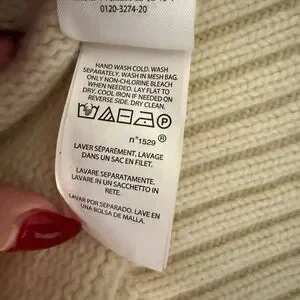 0120-3274-20
HAND WASH COLD. WASH
SEPARATELY. WASH IN MESH BAG.
ONLY NON-CHLORINE BLEACH
WHEN NEEDED. LAY FLAT TO
DRY. COOL IRON IF NEEDED ON
REVERSE SIDE. DRY CLEAN.
P
n°1529 ®
LAVER SÉPARÉMENT. LAVAGE
DANS UN SAC EN FILET.
LAVARE SEPARATAMENTE.
LAVARE IN UN SACCHETTO IN
RETE.
LAVAR POR SEPARADO. LAVE EN
UNA BOLSA DE MALLA.